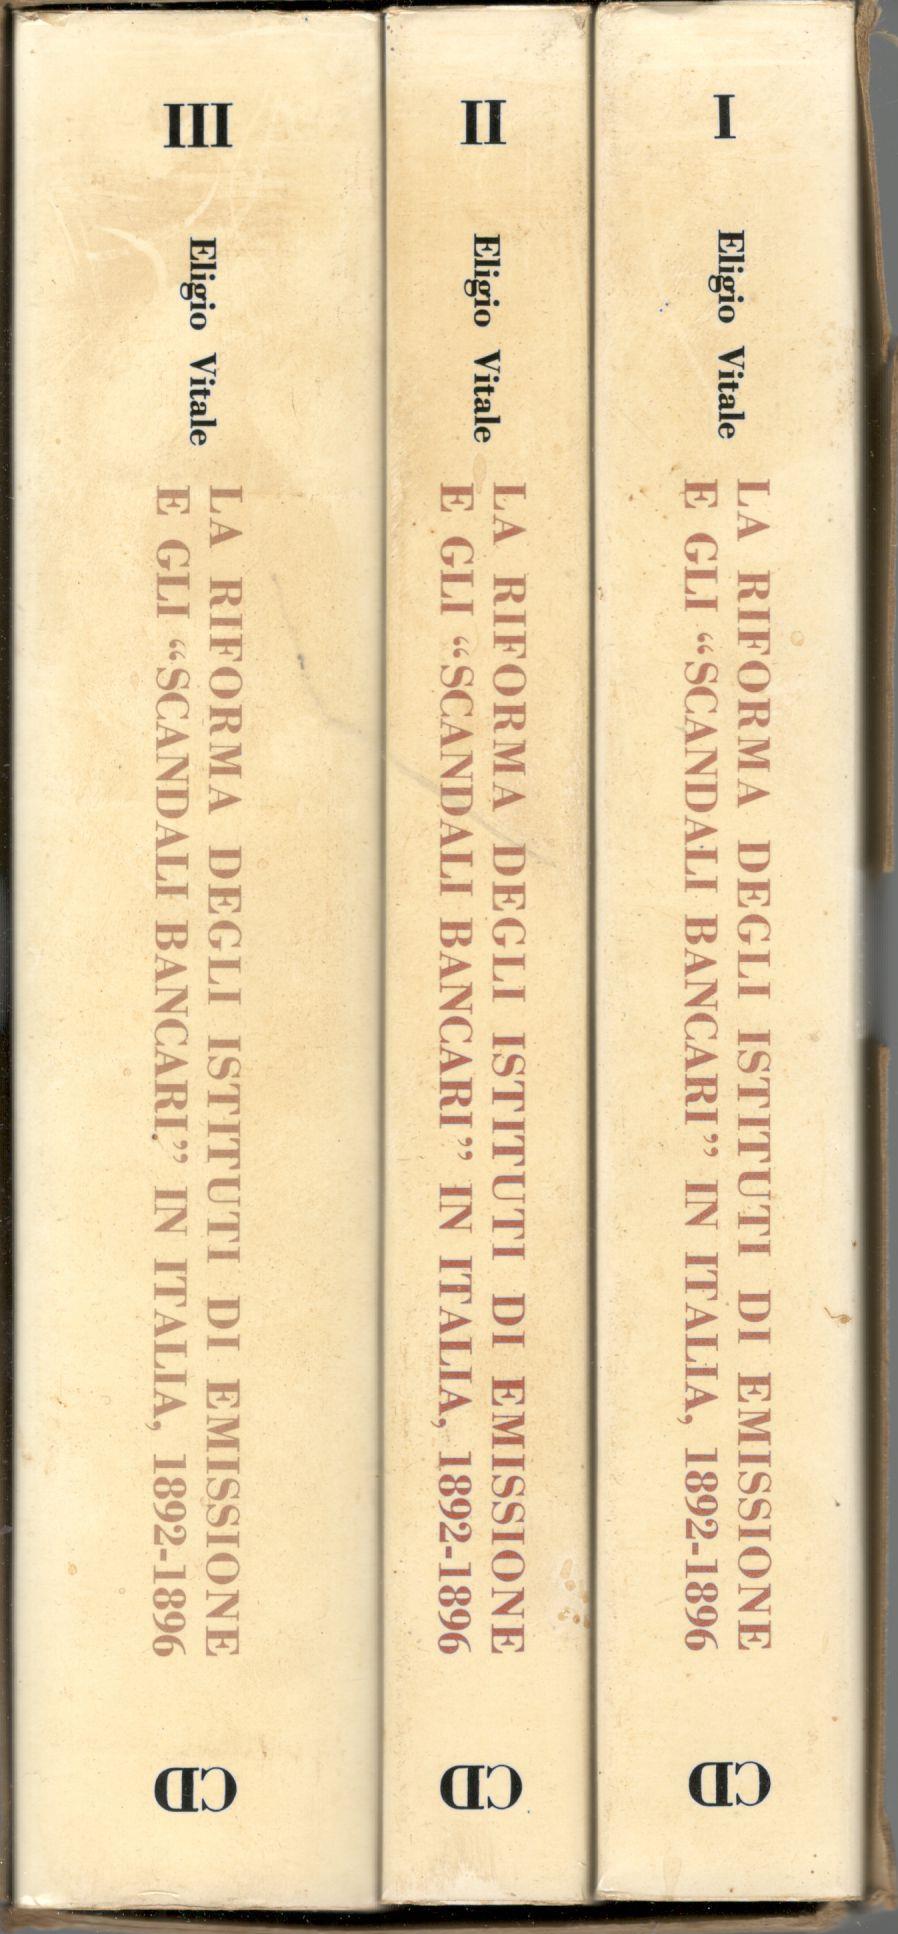 III
Eligio Vitale
LA RIFORMA DEGLI ISTITUTI DI EMISSIONE
E GLI “SCANDALI BANCARI” IN ITALIA, 1892-1896
CD
II
Eligio Vitale
LA RIFORMA DEGLI ISTITUTI DI EMISSIONE
E GLI “SCANDALI BANCARI” IN ITALIA, 1892-1896
CD
I
Eligio Vitale
LA RIFORMA DEGLI ISTITUTI DI EMISSIONE
E GLI “SCANDALI BANCARI” IN ITALIA, 1892-1896
CD